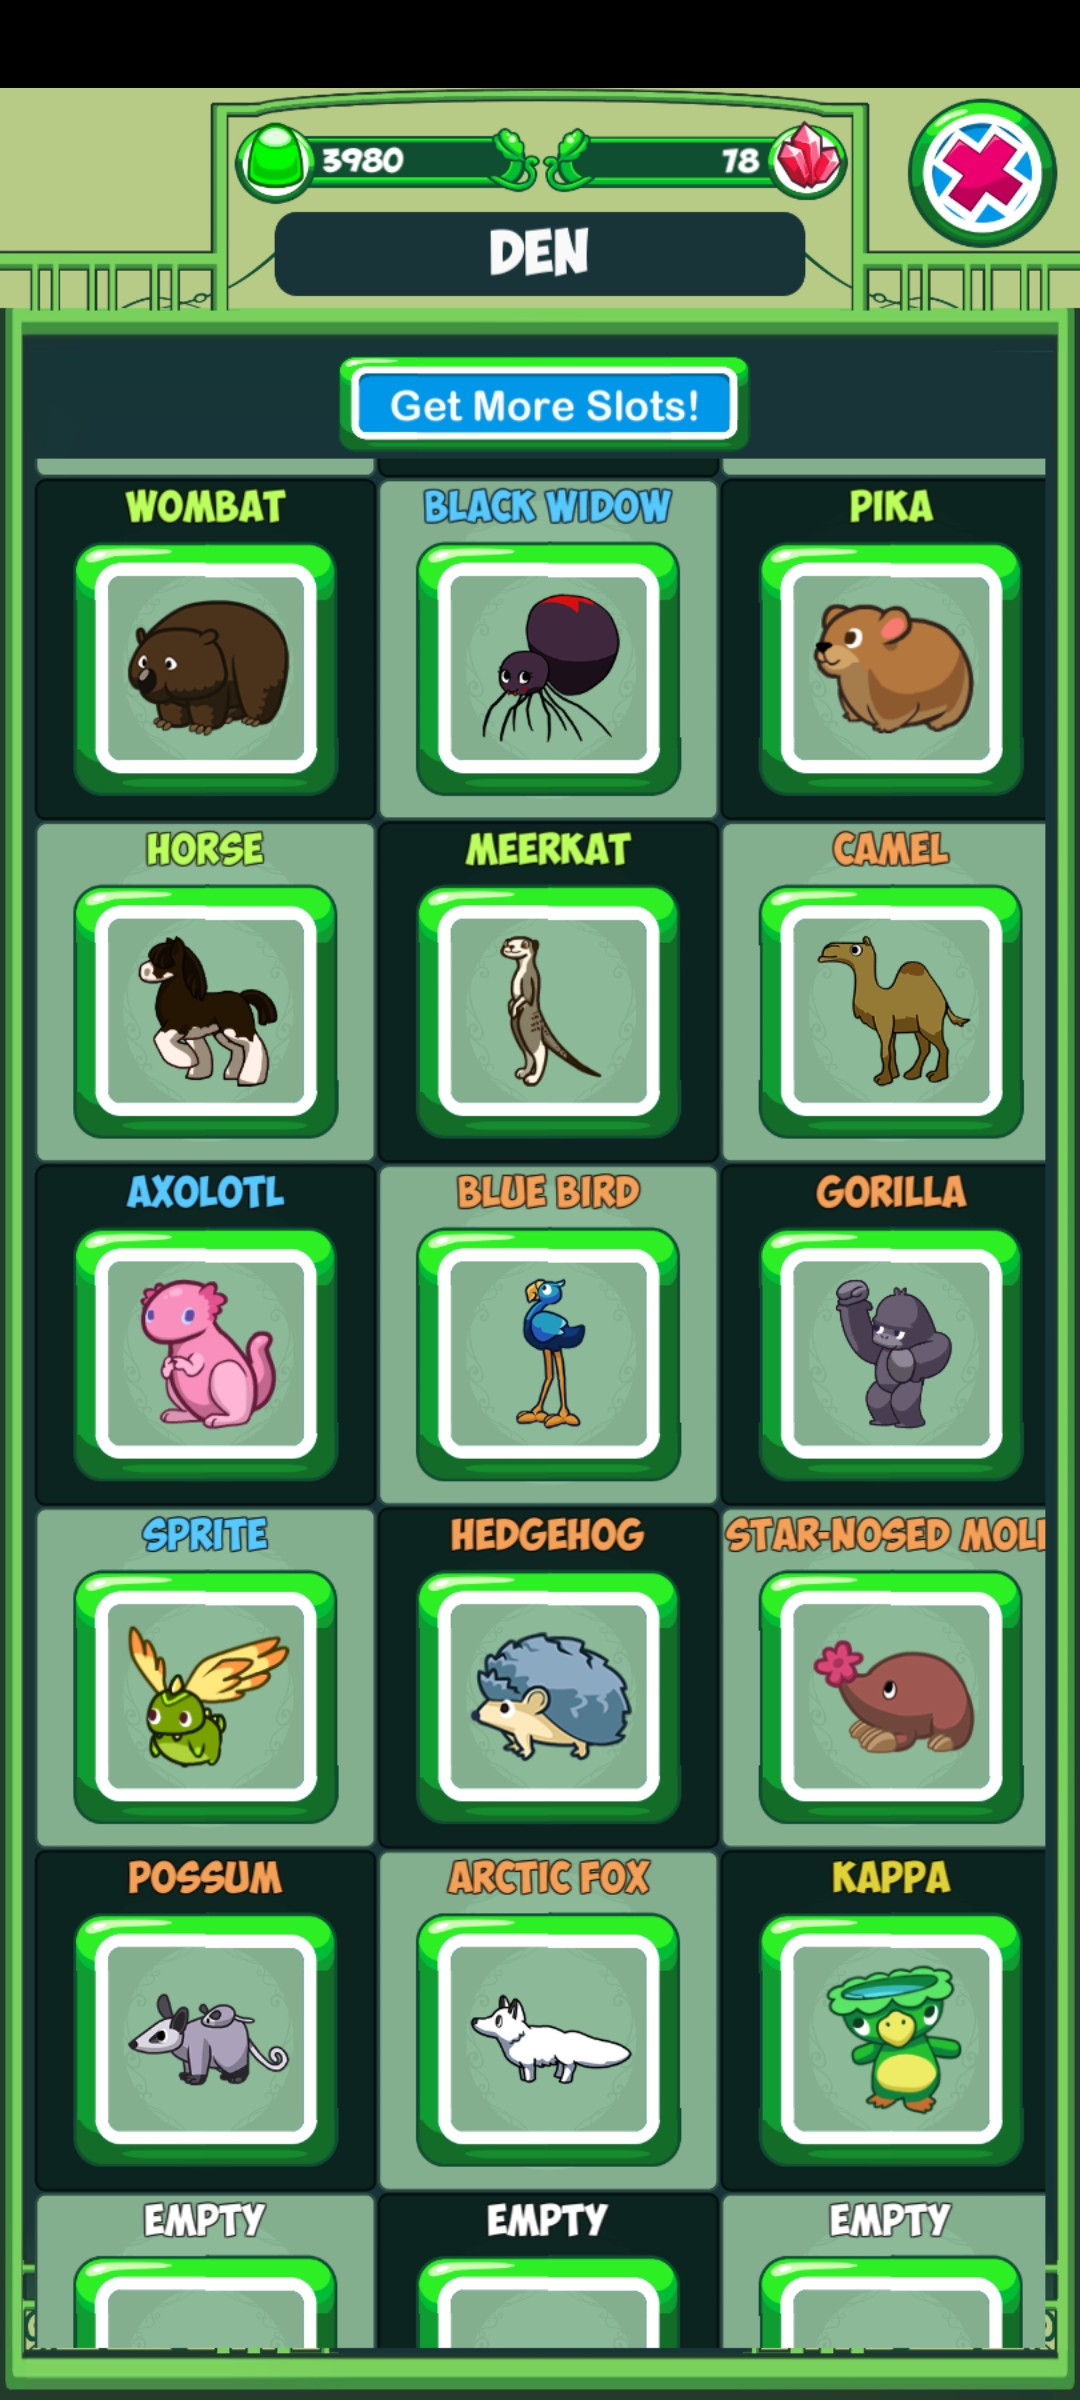 3980
78
DEN
Get More Slots!
WOMBAT
BLACK WIDOW
PIKA
HORSE
MEERKAT
CAMEL
AXOLOTL
BLUE BIRD
GORILLA
SPRITE
HEDGEHOG
STAR-NOSED MOL
POSSUM
ARCTIC FOX
KAPPA
EMPTY
EMPTY
EMPTY